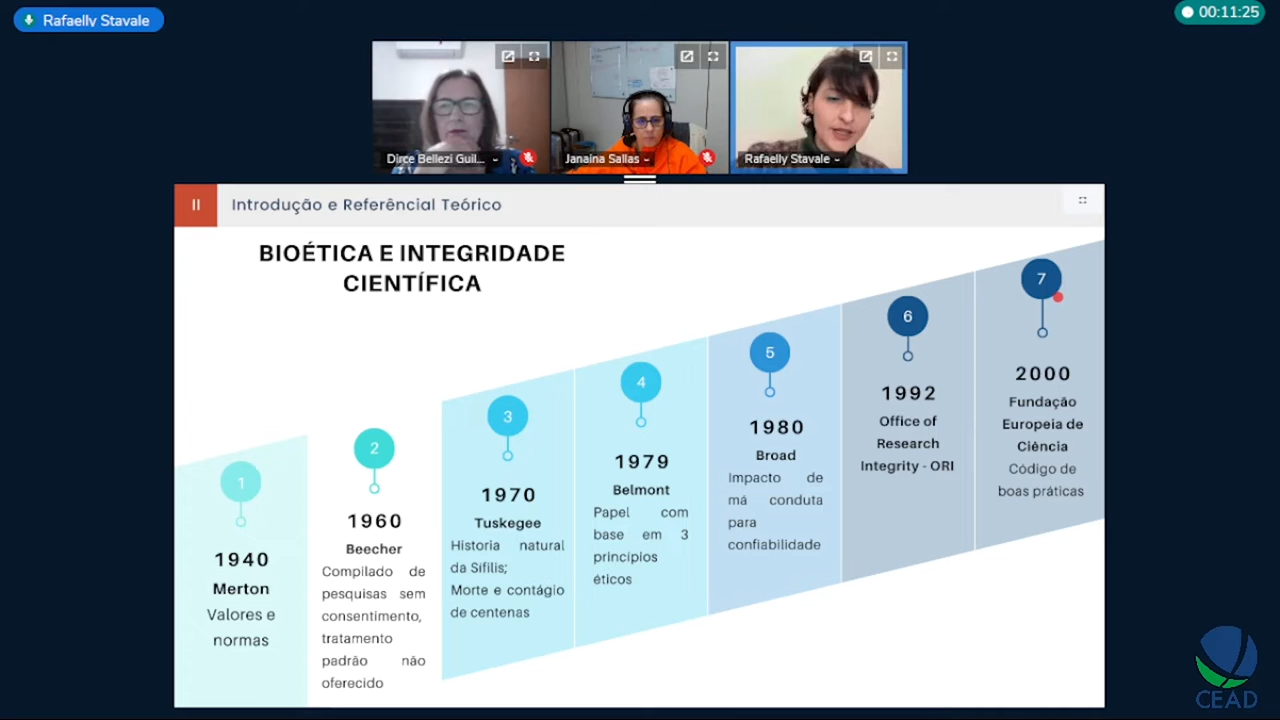 Rafaelly Stavale
00:11:25
Dirce Bellezi Guil...
Janaina Sallas
Rafaelly Stavale
II
Introdução e Referêncial Teórico
BIOÉTICA E INTEGRIDADE
CIENTÍFICA
1
1940
Merton
Valores e
normas
2
1960
Beecher
Compilado de
pesquisas sem
consentimento,
tratamento
padrão não
oferecido
3
1970
Tuskegee
Historia natural
da Sífilis;
Morte e contágio
de centenas
4
1979
Belmont
Papel com
base em 3
princípios
éticos
5
1980
Broad
Impacto de
má conduta
para
confiabilidade
6
1992
Office of
Research
Integrity - ORI
7
2000
Fundação
Europeia de
Ciência
Código de
boas práticas
CEAD